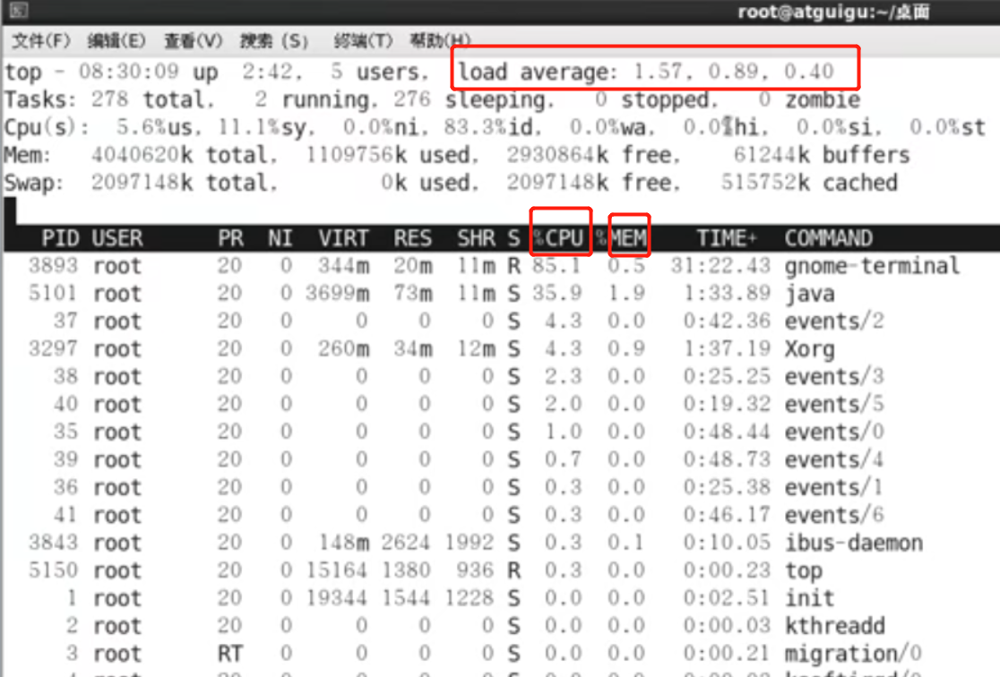 root@atguigu:~/桌面
文件(F) 编辑(E) 查看(V) 搜索 (S) 终端(T) 帮助(H)
top - 08:30:09 up 2:42, 5 users, load average: 1.57, 0.89, 0.40
Tasks: 278 total, 2 running, 276 sleeping, 0 stopped, 0 zombie
Cpu(s): 5.6%us, 11.1%sy, 0.0%ni, 83.3%id, 0.0%wa, 0.0%hi, 0.0%si, 0.0%st
Mem: 4040620k total, 1109756k used, 2930864k free, 61244k buffers
Swap: 2097148k total, 0k used, 2097148k free, 515752k cached
PID USER PR NI VIRT RES SHR S %CPU %MEM TIME+ COMMAND
3893 root 20 0 344m 20m 11m R 85.1 0.5 31:22.43 gnome-terminal
5101 root 20 0 3699m 73m 11m S 35.9 1.9 1:33.89 java
37 root 20 0 0 0 0 S 4.3 0.0 0:42.36 events/2
3297 root 20 0 260m 34m 12m S 4.3 0.9 1:37.19 Xorg
38 root 20 0 0 0 0 S 2.3 0.0 0:25.25 events/3
40 root 20 0 0 0 0 S 2.0 0.0 0:19.32 events/5
35 root 20 0 0 0 0 S 1.0 0.0 0:48.44 events/0
39 root 20 0 0 0 0 S 0.7 0.0 0:48.73 events/4
36 root 20 0 0 0 0 S 0.3 0.0 0:25.38 events/1
41 root 20 0 0 0 0 S 0.3 0.0 0:46.17 events/6
3843 root 20 0 148m 2624 1992 S 0.3 0.1 0:10.05 ibus-daemon
5150 root 20 0 15164 1380 936 R 0.3 0.0 0:00.23 top
1 root 20 0 19344 1544 1228 S 0.0 0.0 0:02.51 init
2 root 20 0 0 0 0 S 0.0 0.0 0:00.03 kthreadd
3 root RT 0 0 0 0 S 0.0 0.0 0:00.21 migration/0